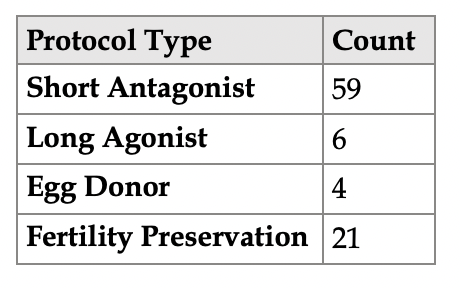 Protocol Type Count
Short Antagonist 59
Long Agonist 6
Egg Donor 4
Fertility Preservation 21